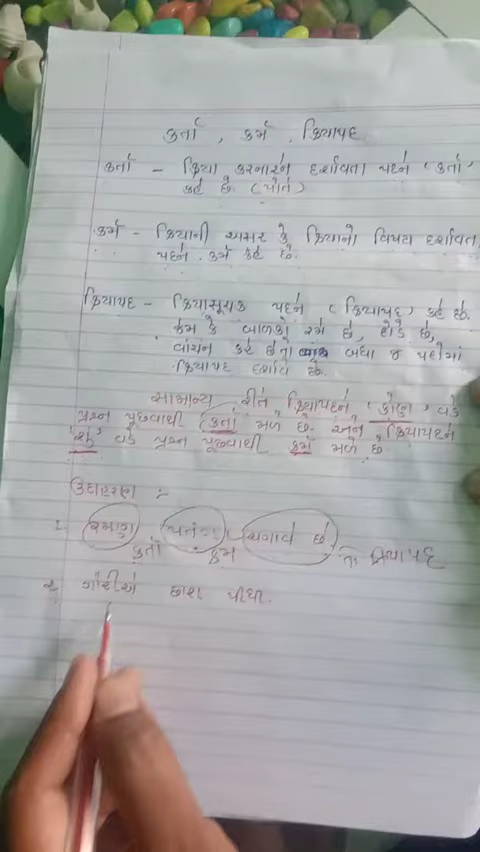 કર્તા , કર્મ , ક્રિયાપદ
કર્તા - ક્રિયા કરનારને દર્શાવતા પદને 'કર્તા'
કહે છે. (પોતે)
કર્મ - ક્રિયાની અસર કે ક્રિયાનો વિષય દર્શાવતા
પદને કર્મ કહે છે.
ક્રિયાપદ - ક્રિયાસૂચક પદને (ક્રિયાપદ) કહે છે.
કેમ કે બાળકો રમે છે, દોડે છે,
વાંચન કરે છે તો બધા જ પદોમાં
ક્રિયાપદ દર્શાવે છે.
સામાન્ય રીતે ક્રિયાપદને 'કોણ' વડે
પ્રશ્ન પૂછવાથી (કર્તા) મળે છે. અને ક્રિયાપદને
'શું' વડે પ્રશ્ન પૂછવાથી કર્મ મળે છે
ઉદાહરણ :-
1. પતંગ ચગાવે છે
કર્તા કર્મ ક્રિયાપદ
2. ગૌરીએ છાશ પીધી.